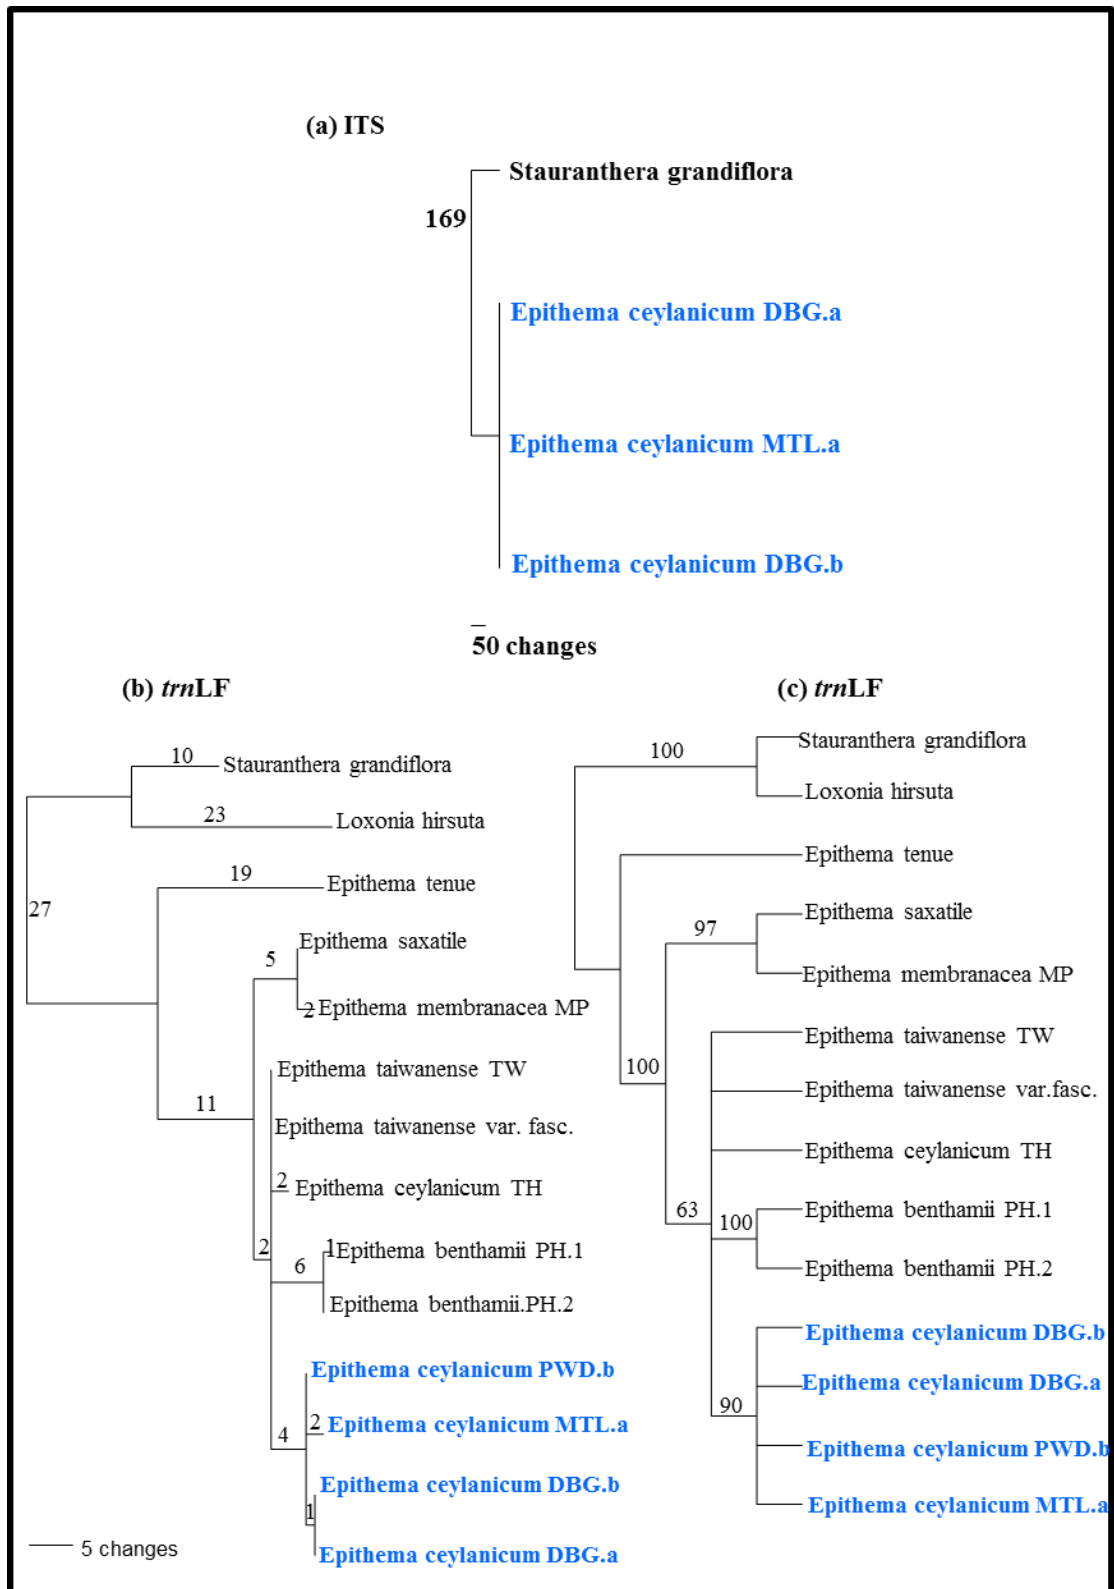 (a) ITS
Stauranthera grandiflora
169
Epithema ceylanicum DBG.a
Epithema ceylanicum MTL.a
Epithema ceylanicum DBG.b
50 changes
(b) trnLF
10
Stauranthera grandiflora
23
Loxonia hirsuta
19
Epithema tenue
27
Epithema saxatile
5
2 Epithema membranacea MP
Epithema taiwanense TW
11
Epithema taiwanense var. fasc.
2
Epithema ceylanicum TH
2
1 Epithema benthamii PH.1
6
Epithema benthamii.PH.2
Epithema ceylanicum PWD.b
2
Epithema ceylanicum MTL.a
4
Epithema ceylanicum DBG.b
1
Epithema ceylanicum DBG.a
5 changes
(c) trnLF
Stauranthera grandiflora
100
Loxonia hirsuta
Epithema tenue
Epithema saxatile
97
Epithema membranacea MP
Epithema taiwanense TW
100
Epithema taiwanense var.fasc.
Epithema ceylanicum TH
Epithema benthamii PH.1
63
100
Epithema benthamii PH.2
Epithema ceylanicum DBG.b
Epithema ceylanicum DBG.a
90
Epithema ceylanicum PWD.b
Epithema ceylanicum MTL.a